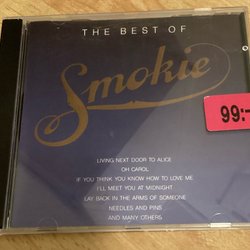 THE BEST OF
Smokie
99:-
LIVING NEXT DOOR TO ALICE
OH CAROL
IF YOU THINK YOU KNOW HOW TO LOVE ME
I'LL MEET YOU AT MIDNIGHT
LAY BACK IN THE ARMS OF SOMEONE
NEEDLES AND PINS
AND MANY OTHERS